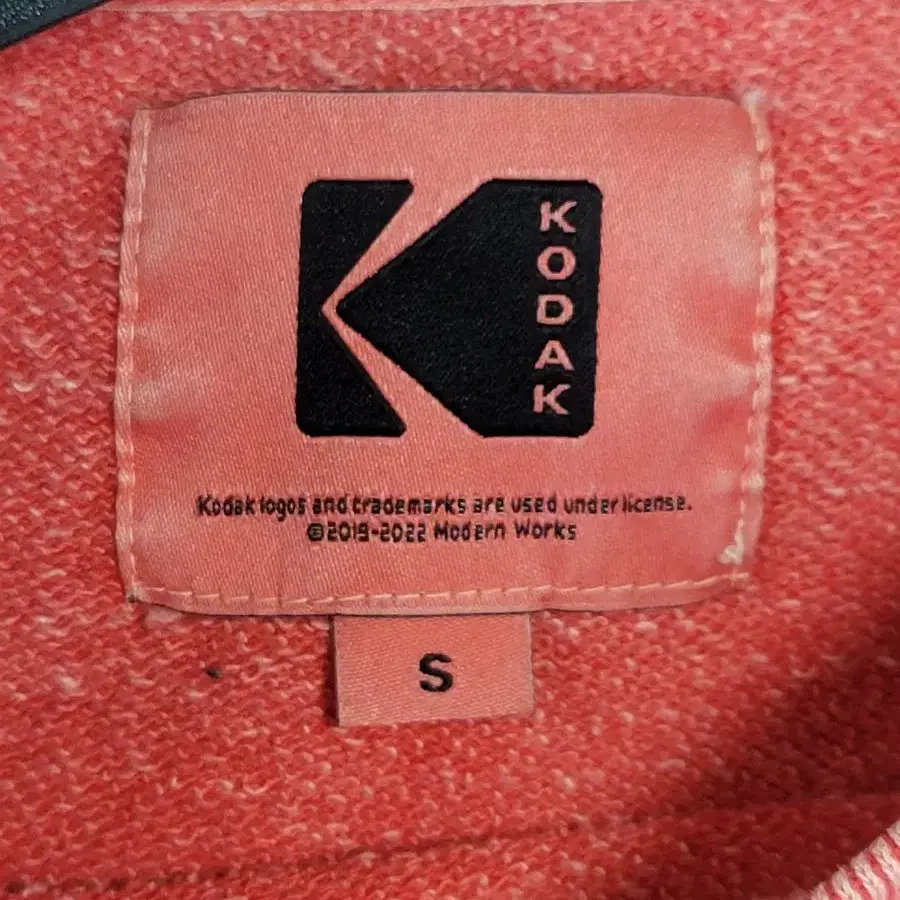 KODAK
Kodak logos and trademarks are used under license.
©2019-2022 Modern Works
S